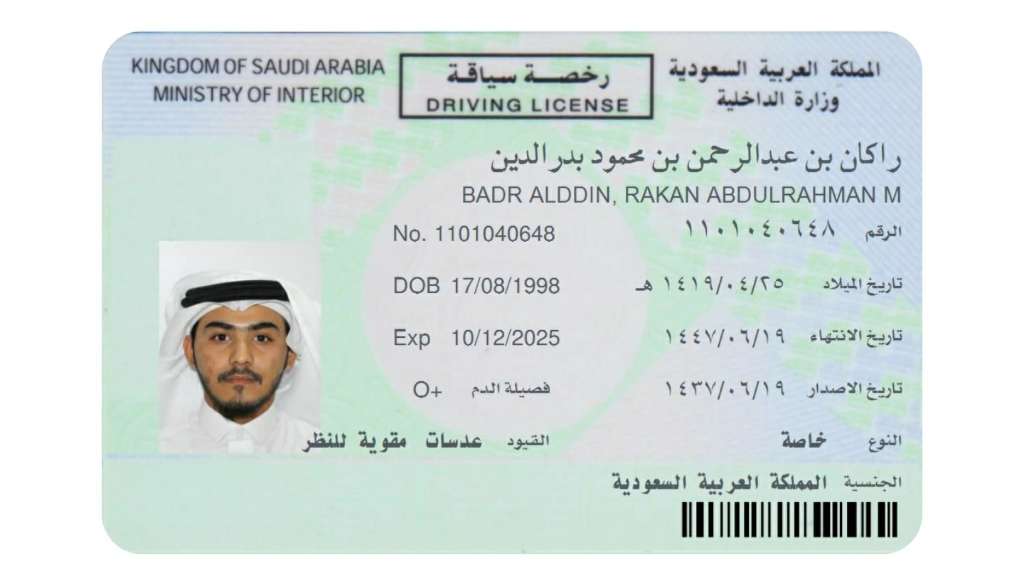 KINGDOM OF SAUDI ARABIA
MINISTRY OF INTERIOR
رخصة سياقة
DRIVING LICENSE
المملكة العربية السعودية
وزارة الداخلية
راكان بن عبدالرحمن بن محمود بدرالدين
BADR ALDDIN, RAKAN ABDULRAHMAN M
No. 1101040648 الرقم ١١٠١٠٤٠٦٤٨
DOB 17/08/1998 تاريخ الميلاد ١٤١٩/٠٤/٢٥ هـ
Exp 10/12/2025 تاريخ الانتهاء ١٤٤٧/٠٦/١٩
O+ فصيلة الدم تاريخ الاصدار ١٤٣٧/٠٦/١٩
النوع خاصة القيود عدسات مقوية للنظر
الجنسية المملكة العربية السعودية